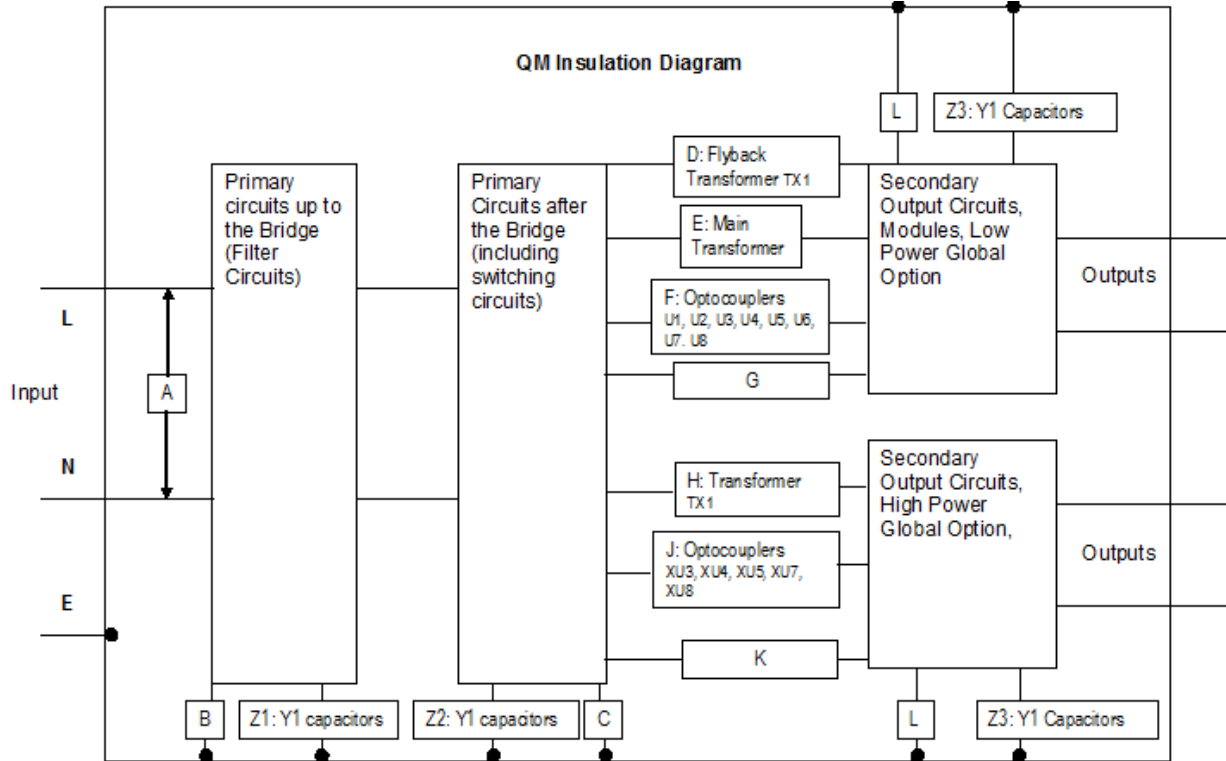 QM Insulation Diagram
L
Z3: Y1 Capacitors
Primary
circuits up to
the Bridge
(Filter
Circuits)
Primary
Circuits after
the Bridge
(including
switching
circuits)
D: Flyback
Transformer TX1
E: Main
Transformer
F: Optocouplers
U1, U2, U3, U4, U5, U6,
U7. U8
G
Secondary
Output Circuits,
Modules, Low
Power Global
Option
Outputs
L
Input
A
N
E
H: Transformer
TX1
J: Optocouplers
XU3, XU4, XU5, XU7,
XU8
K
Secondary
Output Circuits,
High Power
Global Option,
Outputs
B
Z1: Y1 capacitors
Z2: Y1 capacitors
C
L
Z3: Y1 Capacitors